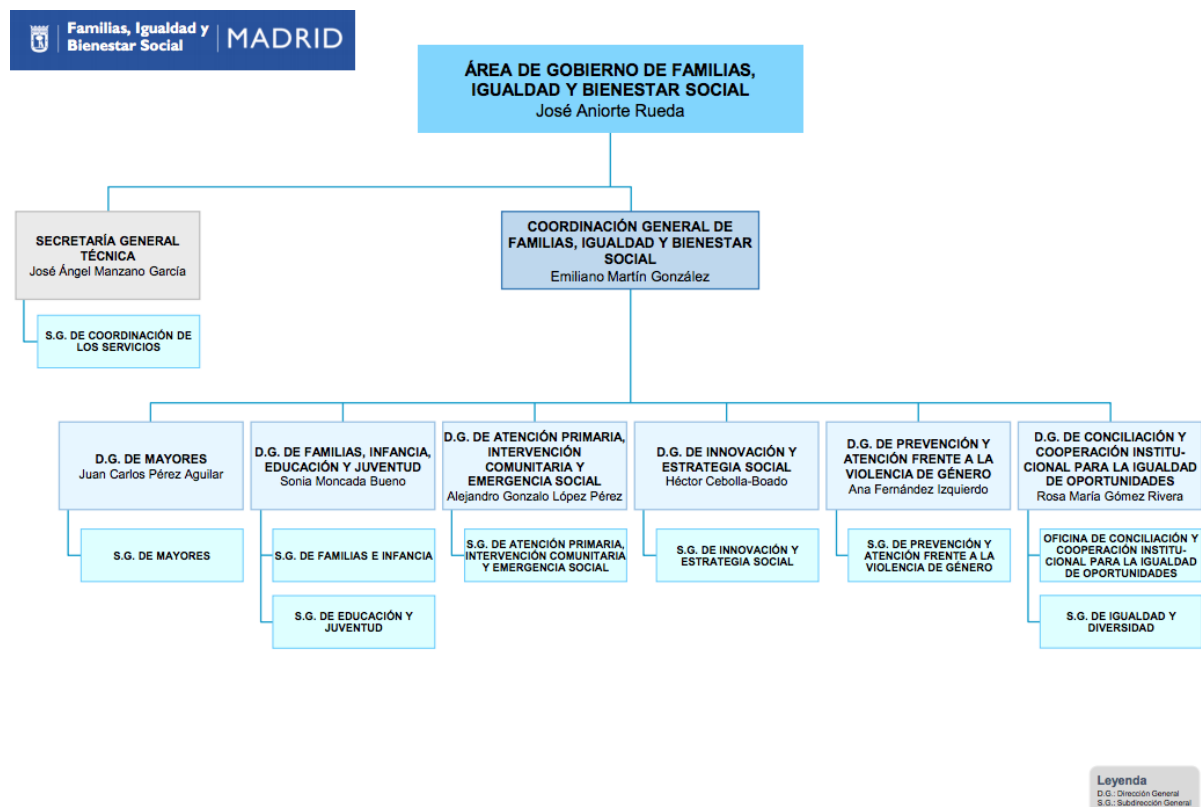 Familias, Igualdad y
Bienestar Social
MADRID
ÁREA DE GOBIERNO DE FAMILIAS,
IGUALDAD Y BIENESTAR SOCIAL
José Aniorte Rueda
SECRETARÍA GENERAL
TÉCNICA
José Ángel Manzano García
COORDINACIÓN GENERAL DE
FAMILIAS, IGUALDAD Y BIENESTAR
SOCIAL
Emiliano Martín González
S.G. DE COORDINACIÓN DE
LOS SERVICIOS
D.G. DE MAYORES
Juan Carlos Pérez Aguilar
D.G. DE FAMILIAS, INFANCIA,
EDUCACIÓN Y JUVENTUD
Sonia Moncada Bueno
D.G. DE ATENCIÓN PRIMARIA,
INTERVENCIÓN
COMUNITARIA Y
EMERGENCIA SOCIAL
Alejandro Gonzalo López Pérez
D.G. DE INNOVACIÓN Y
ESTRATEGIA SOCIAL
Héctor Cebolla-Boado
D.G. DE PREVENCIÓN Y
ATENCIÓN FRENTE A LA
VIOLENCIA DE GÉNERO
Ana Fernández Izquierdo
D.G. DE CONCILIACIÓN Y
COOPERACIÓN INSTITU-
CIONAL PARA LA IGUALDAD
DE OPORTUNIDADES
Rosa María Gómez Rivera
S.G. DE MAYORES
S.G. DE FAMILIAS E INFANCIA
S.G. DE ATENCIÓN PRIMARIA,
INTERVENCIÓN COMUNITARIA
Y EMERGENCIA SOCIAL
S.G. DE INNOVACIÓN Y
ESTRATEGIA SOCIAL
S.G. DE PREVENCIÓN Y
ATENCIÓN FRENTE A LA
VIOLENCIA DE GÉNERO
OFICINA DE CONCILIACIÓN Y
COOPERACIÓN INSTITU-
CIONAL PARA LA IGUALDAD
DE OPORTUNIDADES
S.G. DE EDUCACIÓN Y
JUVENTUD
S.G. DE IGUALDAD Y
DIVERSIDAD
Leyenda
D.G.: Dirección General
S.G.: Subdirección General